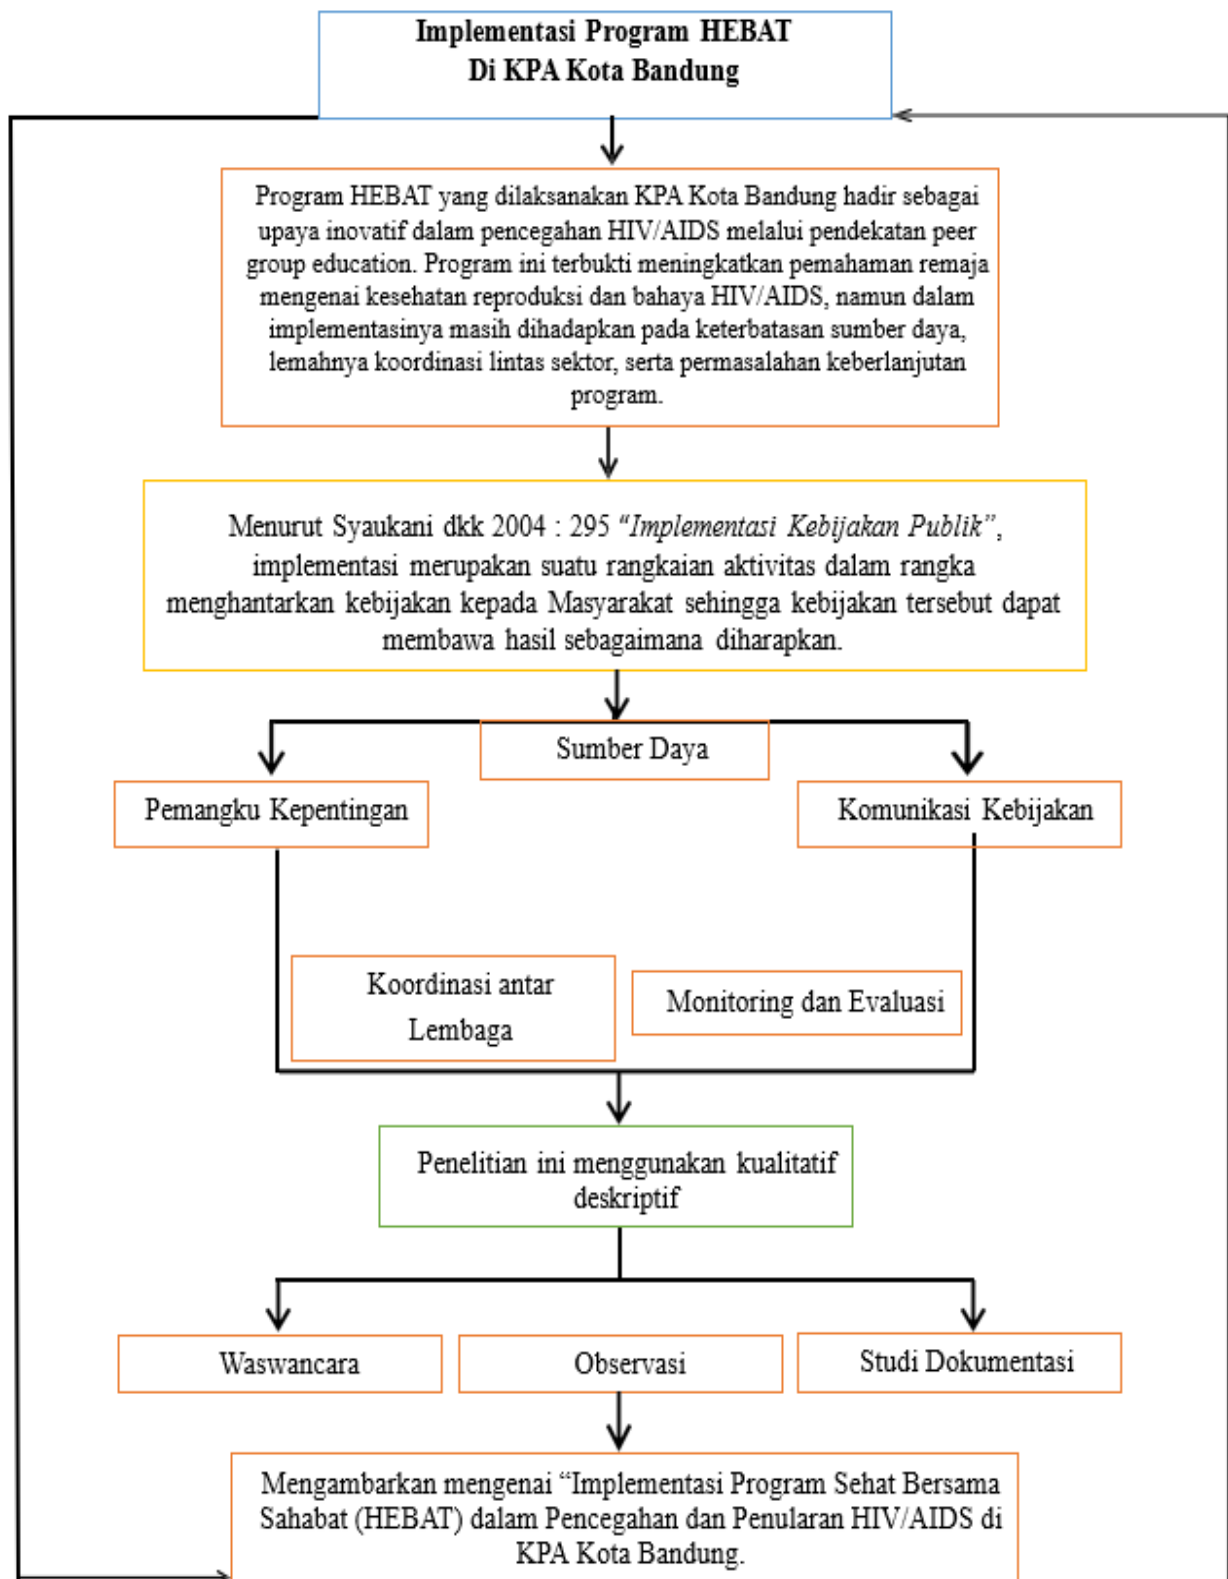 Implementasi Program HEBAT
Di KPA Kota Bandung
Program HEBAT yang dilaksanakan KPA Kota Bandung hadir sebagai
upaya inovatif dalam pencegahan HIV/AIDS melalui pendekatan peer
group education. Program ini terbukti meningkatkan pemahaman remaja
mengenai kesehatan reproduksi dan bahaya HIV/AIDS, namun dalam
implementasinya masih dihadapkan pada keterbatasan sumber daya,
lemahnya koordinasi lintas sektor, serta permasalahan keberlanjutan
program.
Menurut Syaukani dkk 2004 : 295 “Implementasi Kebijakan Publik”,
implementasi merupakan suatu rangkaian aktivitas dalam rangka
menghantarkan kebijakan kepada Masyarakat sehingga kebijakan tersebut dapat
membawa hasil sebagaimana diharapkan.
Sumber Daya
Pemangku Kepentingan
Komunikasi Kebijakan
Koordinasi antar
Lembaga
Monitoring dan Evaluasi
Penelitian ini menggunakan kualitatif
deskriptif
Waswancara
Observasi
Studi Dokumentasi
Mengambarkan mengenai “Implementasi Program Sehat Bersama
Sahabat (HEBAT) dalam Pencegahan dan Penularan HIV/AIDS di
KPA Kota Bandung.